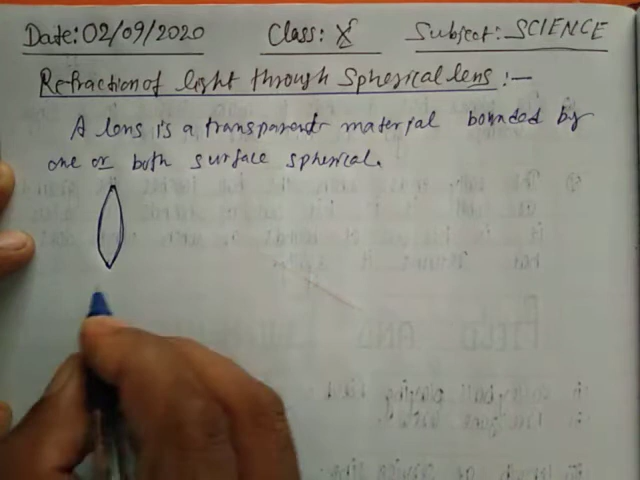 Date: 02/09/2020 Class: X Subject: SCIENCE
Refraction of light through Spherical lens :-
A lens is a transparent material bounded by
one or both surface spherical.